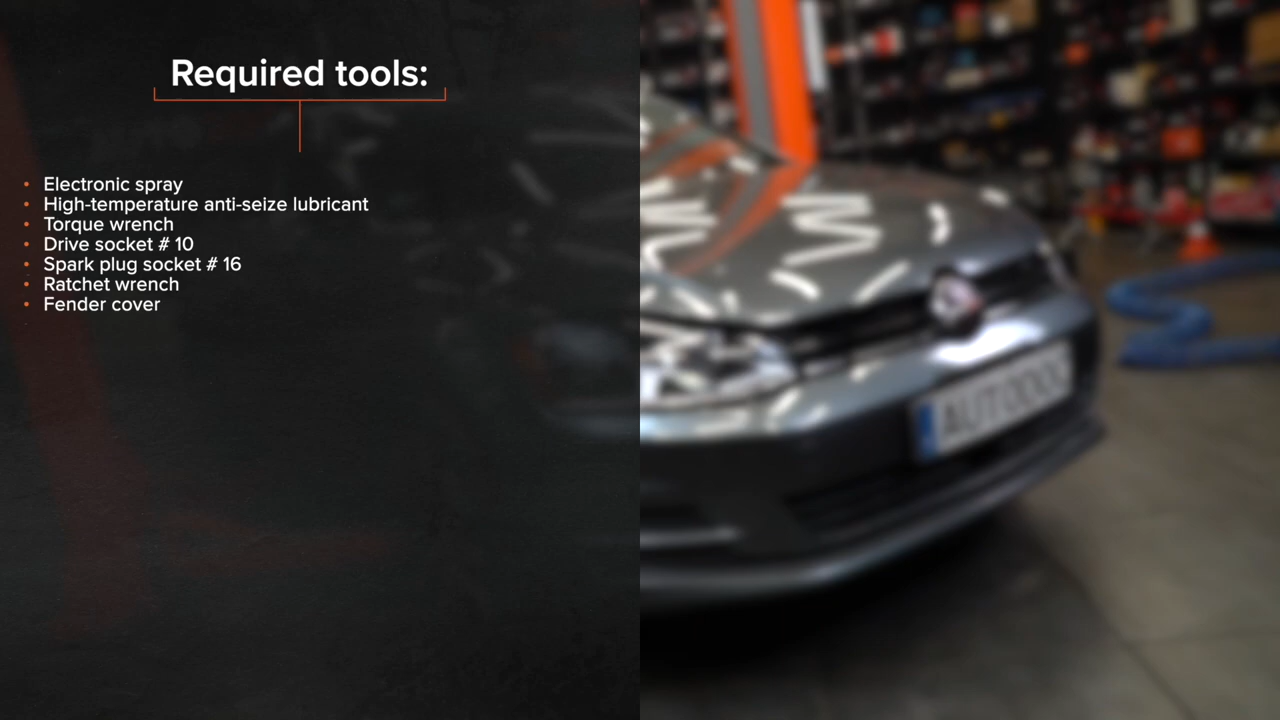 Required tools:
• Electronic spray
• High-temperature anti-seize lubricant
• Torque wrench
• Drive socket # 10
• Spark plug socket # 16
• Ratchet wrench
• Fender cover
AUTODOC